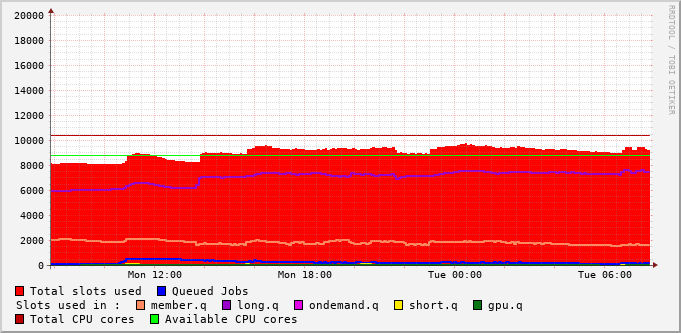 20000
18000
16000
14000
12000
10000
8000
6000
4000
2000
0
Mon 12:00 Mon 18:00 Tue 00:00 Tue 06:00
RRDTOOL / TOBI OETIKER
Total slots used Queued Jobs
Slots used in : member.q long.q ondemand.q short.q gpu.q
Total CPU cores Available CPU cores